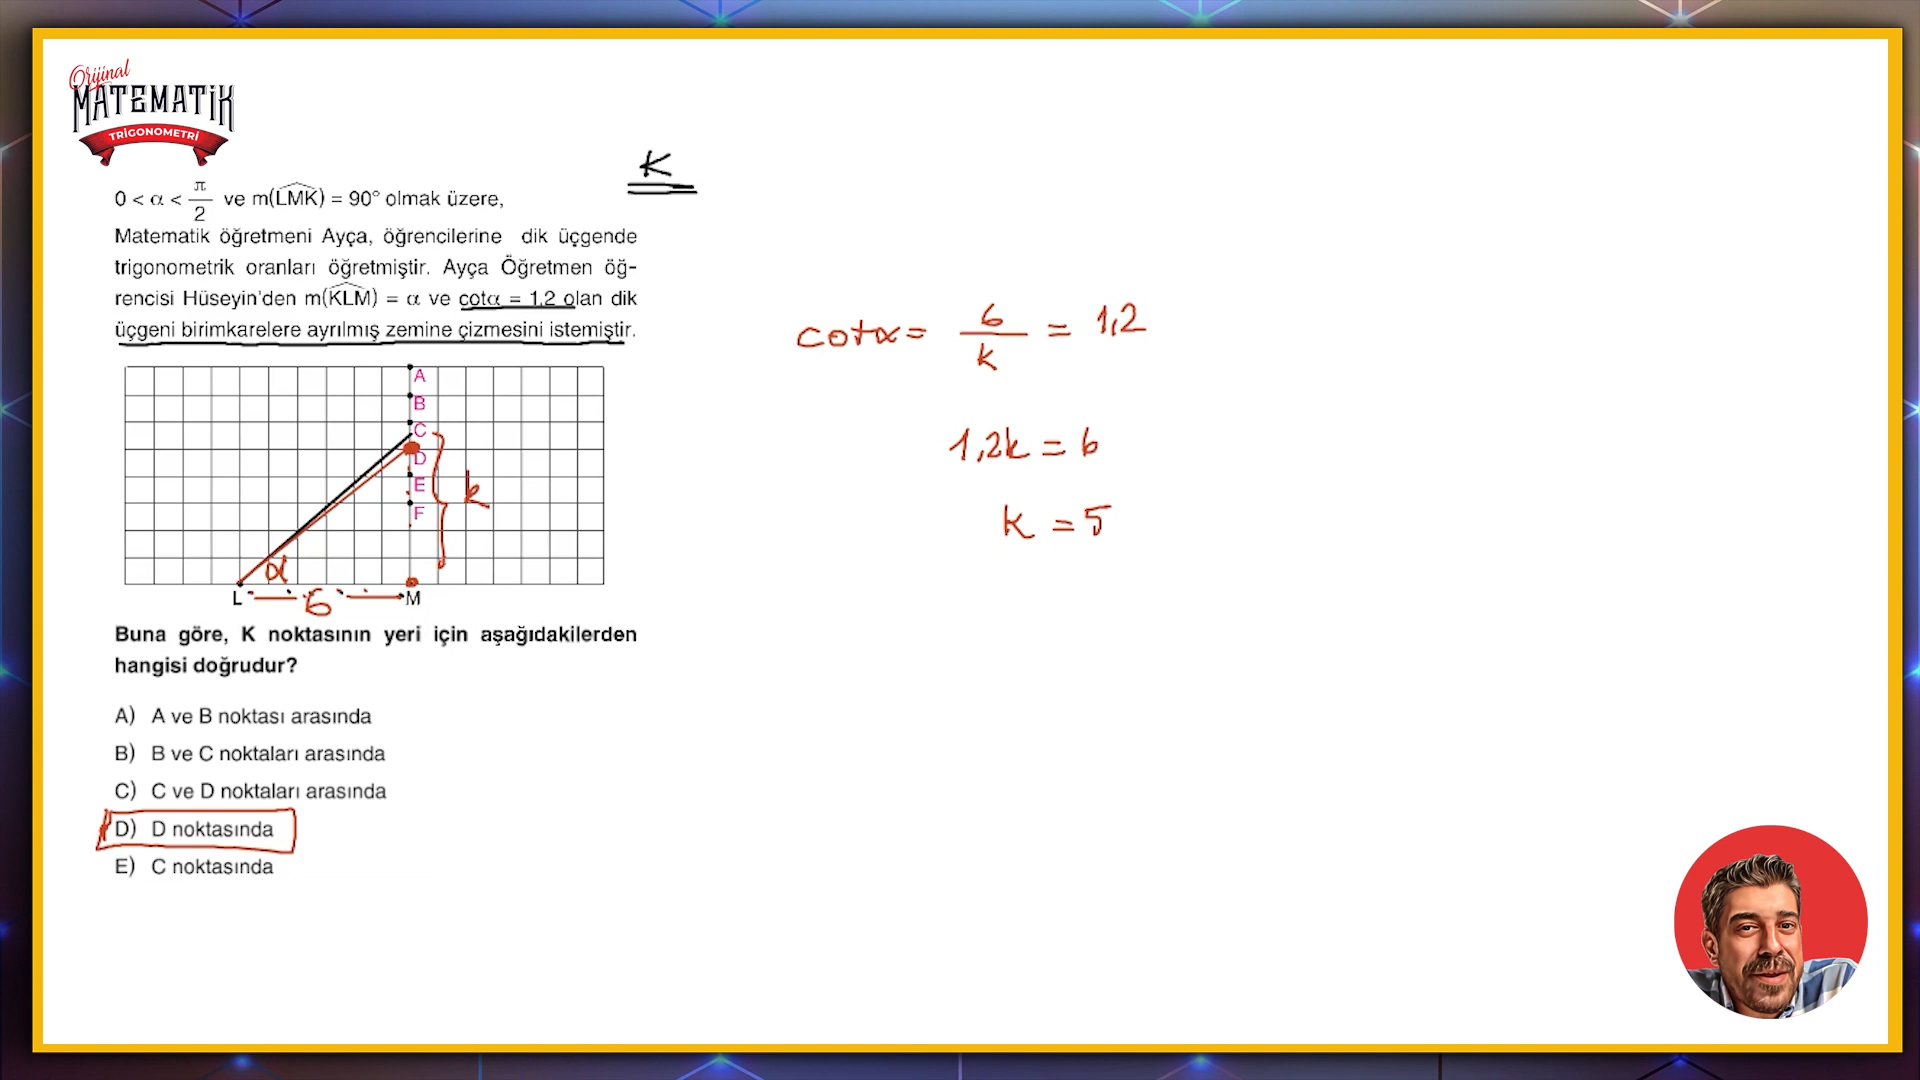 Orijinal
MATEMATİK
TRİGONOMETRİ
K
0 < α < π/2 ve m(LMK) = 90° olmak üzere,
Matematik öğretmeni Ayça, öğrencilerine dik üçgende
trigonometrik oranları öğretmiştir. Ayça Öğretmen öğ-
rencisi Hüseyin'den m(KLM) = α ve cotα = 1,2 olan dik
üçgeni birimkarelere ayrılmış zemine çizmesini istemiştir.
A
B
C
D
E
F
k
α
L 6 M
cotα = 6/k = 1,2
1,2k = 6
k = 5
Buna göre, K noktasının yeri için aşağıdakilerden
hangisi doğrudur?
A) A ve B noktası arasında
B) B ve C noktaları arasında
C) C ve D noktaları arasında
D) D noktasında
E) C noktasında